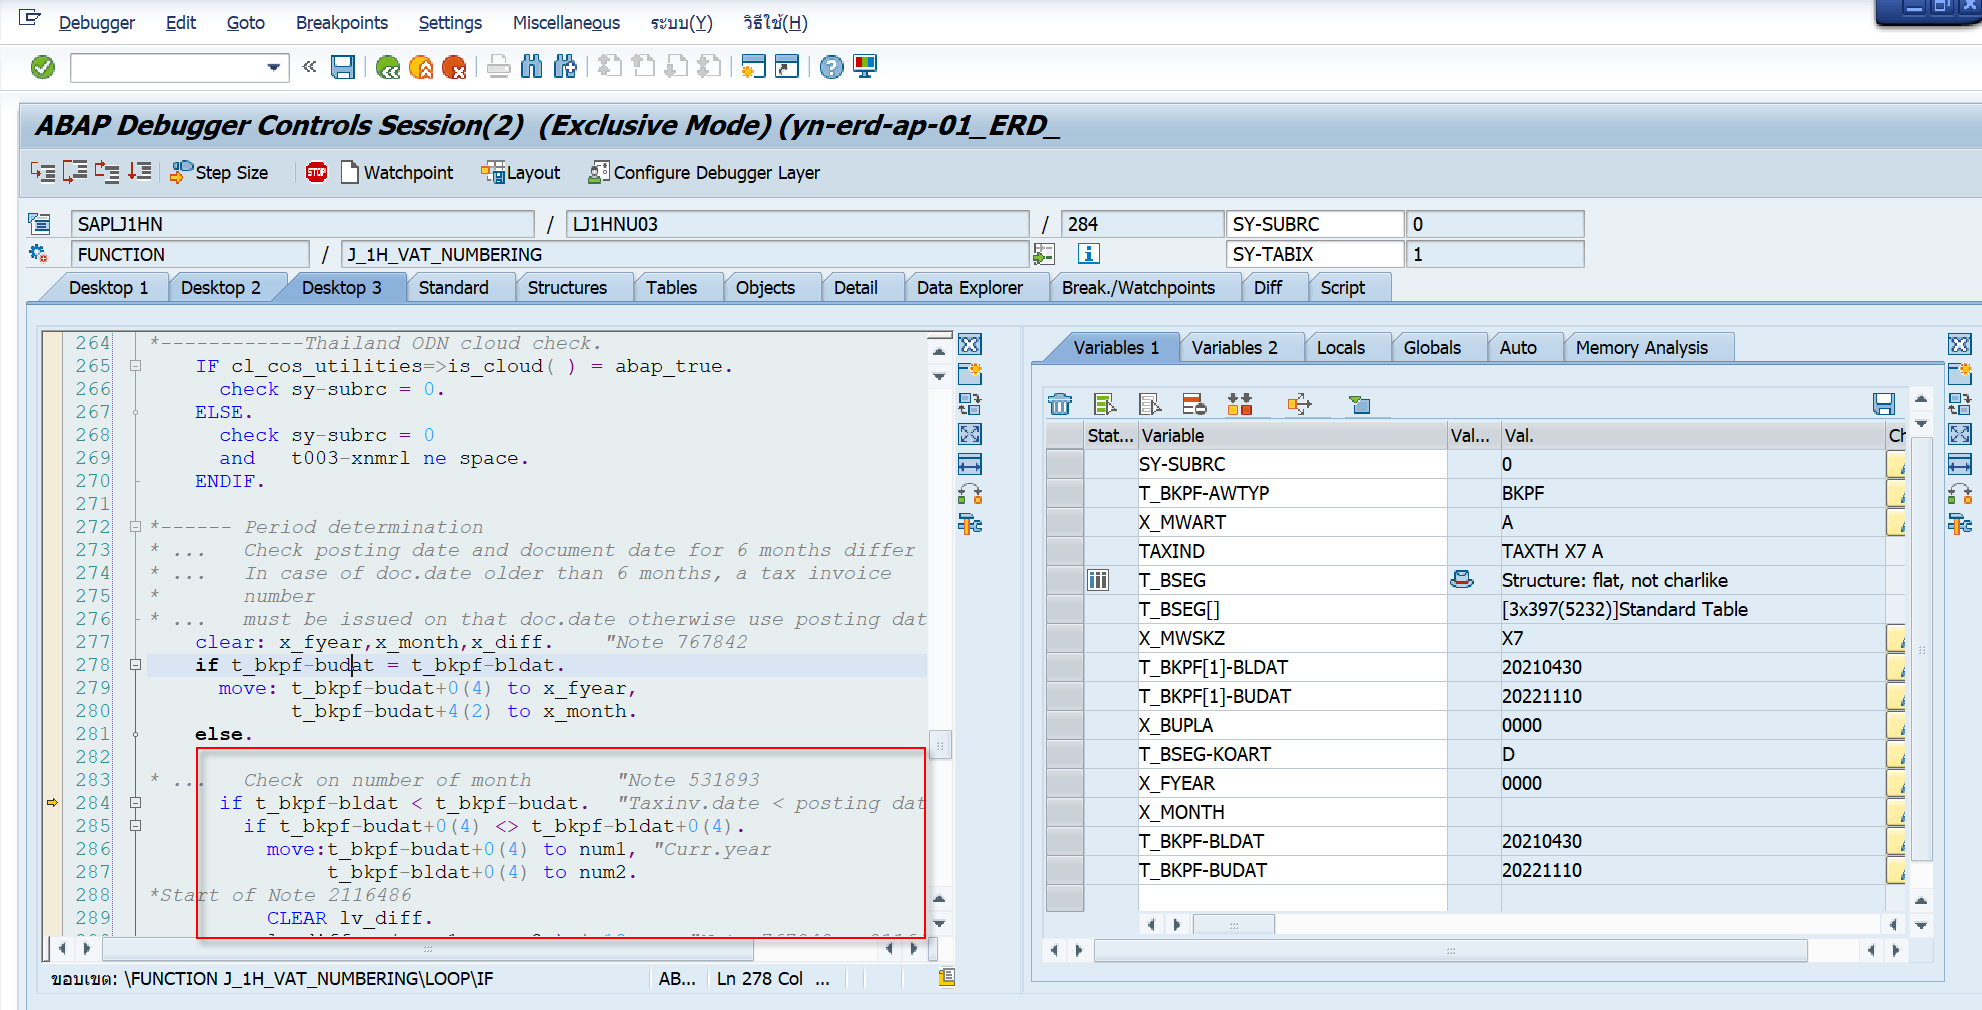 Debugger Edit Goto Breakpoints Settings Miscellaneous ระบบ(Y) วิธีใช้(H)
ABAP Debugger Controls Session(2) (Exclusive Mode) (yn-erd-ap-01_ERD_
Step Size STOP Watchpoint Layout Configure Debugger Layer
SAPLJ1HN / LJ1HNU03 / 284 SY-SUBRC 0
FUNCTION / J_1H_VAT_NUMBERING SY-TABIX 1
Desktop 1 Desktop 2 Desktop 3 Standard Structures Tables Objects Detail Data Explorer Break./Watchpoints Diff Script
264 *------------Thailand ODN cloud check.
265 IF cl_cos_utilities=>is_cloud( ) = abap_true.
266 check sy-subrc = 0.
267 ELSE.
268 check sy-subrc = 0
269 and t003-xnmrl ne space.
270 ENDIF.
271
272 *------ Period determination
273 * ... Check posting date and document date for 6 months differ
274 * ... In case of doc.date older than 6 months, a tax invoice
275 * number
276 * ... must be issued on that doc.date otherwise use posting dat
277 clear: x_fyear,x_month,x_diff. "Note 767842
278 if t_bkpf-budat = t_bkpf-bldat.
279 move: t_bkpf-budat+0(4) to x_fyear,
280 t_bkpf-budat+4(2) to x_month.
281 else.
282
283 * ... Check on number of month "Note 531893
284 if t_bkpf-bldat < t_bkpf-budat. "Taxinv.date < posting dat
285 if t_bkpf-budat+0(4) <> t_bkpf-bldat+0(4).
286 move:t_bkpf-budat+0(4) to num1, "Curr.year
287 t_bkpf-bldat+0(4) to num2.
288 *Start of Note 2116486
289 CLEAR lv_diff.
ขอบเขต: \FUNCTION J_1H_VAT_NUMBERING\LOOP\IF AB... Ln 278 Col ...
Variables 1 Variables 2 Locals Globals Auto Memory Analysis
Stat... Variable Val... Val. Ch
SY-SUBRC 0
T_BKPF-AWTYP BKPF
X_MWART A
TAXIND TAXTH X7 A
T_BSEG Structure: flat, not charlike
T_BSEG[] [3x397(5232)]Standard Table
X_MWSKZ X7
T_BKPF[1]-BLDAT 20210430
T_BKPF[1]-BUDAT 20221110
X_BUPLA 0000
T_BSEG-KOART D
X_FYEAR 0000
X_MONTH
T_BKPF-BLDAT 20210430
T_BKPF-BUDAT 20221110